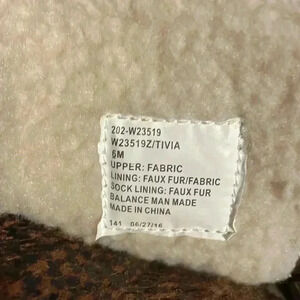 202-W23519
W23519Z/TIVIA
6M
UPPER: FABRIC
LINING: FAUX FUR/FABRIC
SOCK LINING: FAUX FUR
BALANCE MAN MADE
MADE IN CHINA
141 06/27/16